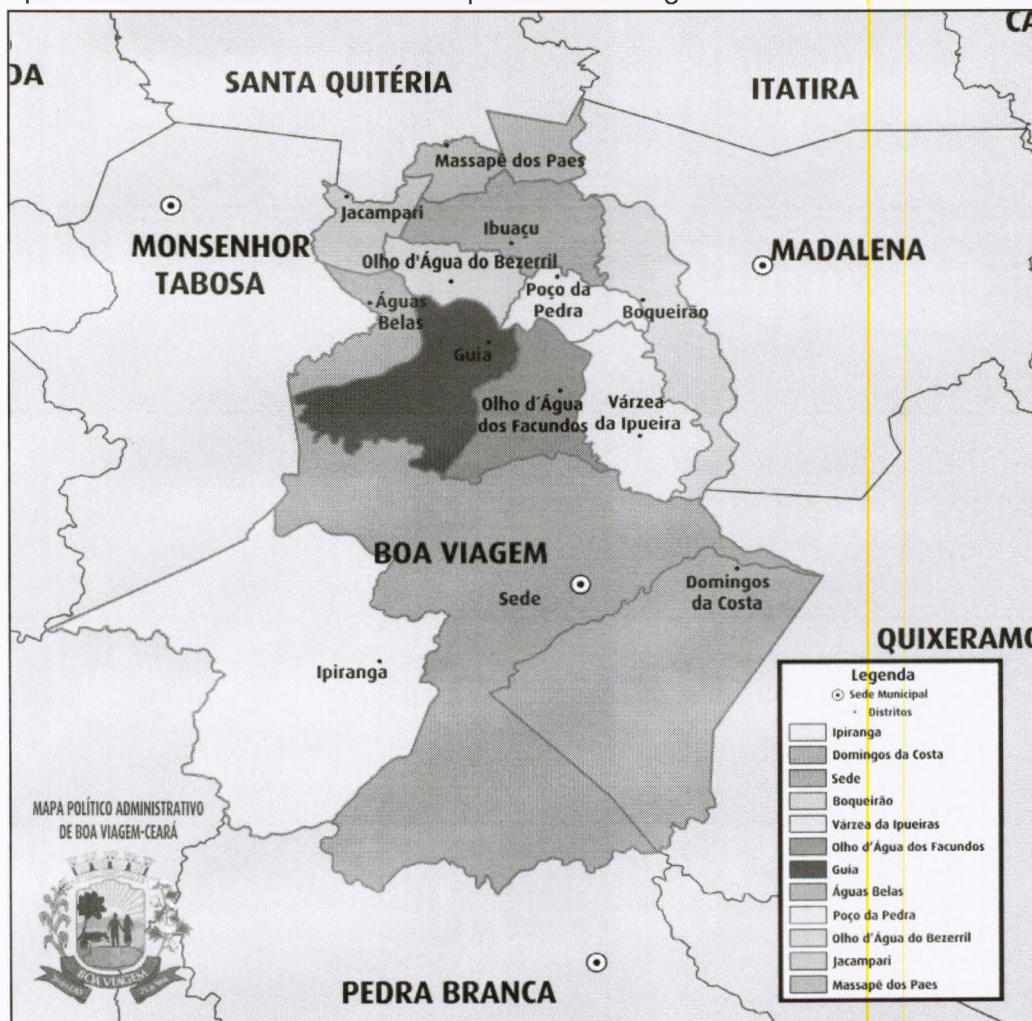 CA
DA
SANTA QUITÉRIA
ITATIRA
Massapê dos Paes
Jacampari
Ibuaçu
MONSENHOR
TABOSA
MADALENA
Olho d'Água do Bezerril
Poço da
Pedra
Águas
Belas
Boqueirão
Guia
Olho d'Água
dos Facundos
Várzea
da Ipueira
BOA VIAGEM
Sede
Domingos
da Costa
QUIXERAMO
Ipiranga
Legenda
Sede Municipal
Distritos
Ipiranga
Domingos da Costa
Sede
Boqueirão
Várzea da Ipueiras
Olho d'Água dos Facundos
Guia
Águas Belas
Poço da Pedra
Olho d'Água do Bezerril
Jacampari
Massapê dos Paes
MAPA POLÍTICO ADMINISTRATIVO
DE BOA VIAGEM-CEARÁ
BOA VIAGEM
PEDRA BRANCA